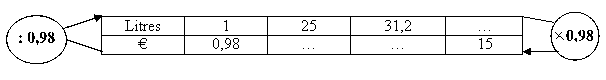 : 0,98
Litres 1 25 31,2 ...
€ 0,98 ... ... 15
×0,98